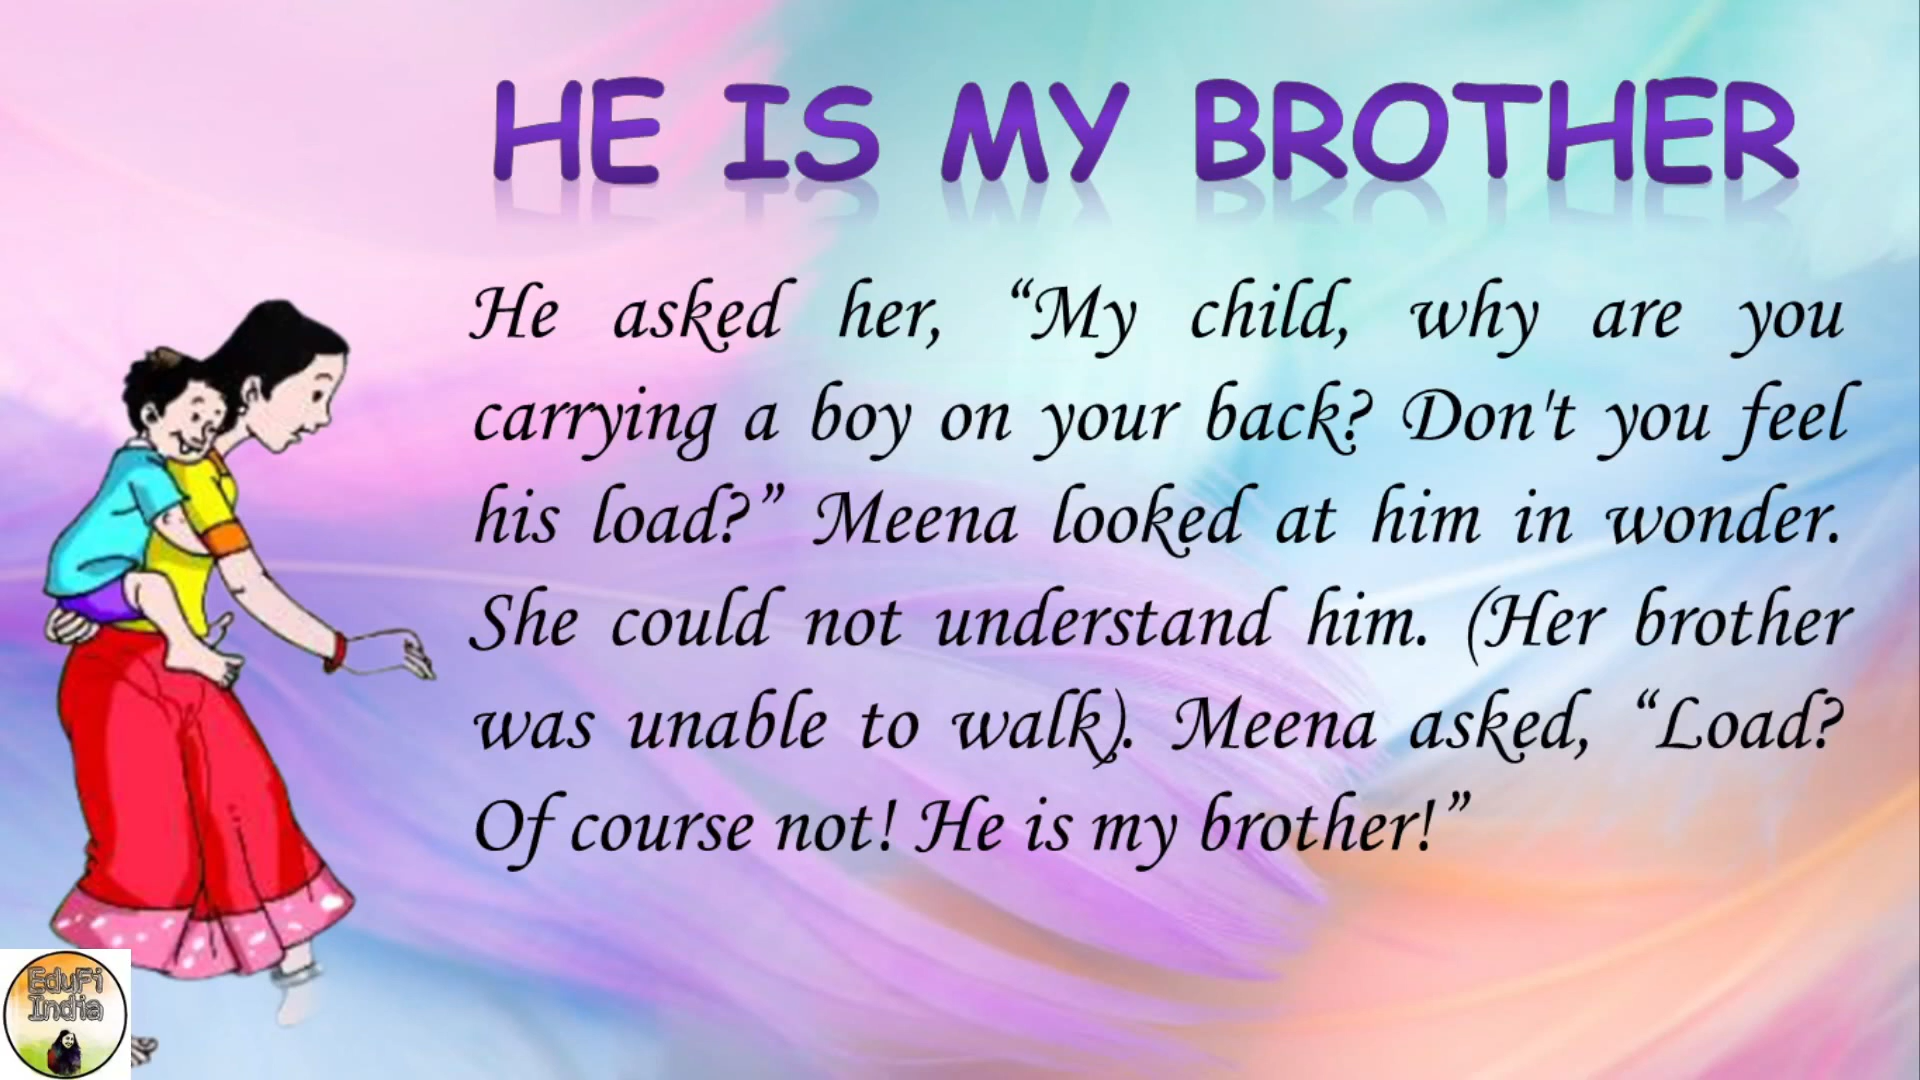 HE IS MY BROTHER
He asked her, “My child, why are you
carrying a boy on your back? Don't you feel
his load?” Meena looked at him in wonder.
She could not understand him. (Her brother
was unable to walk). Meena asked, “Load?
Of course not! He is my brother!”
EduFi
India